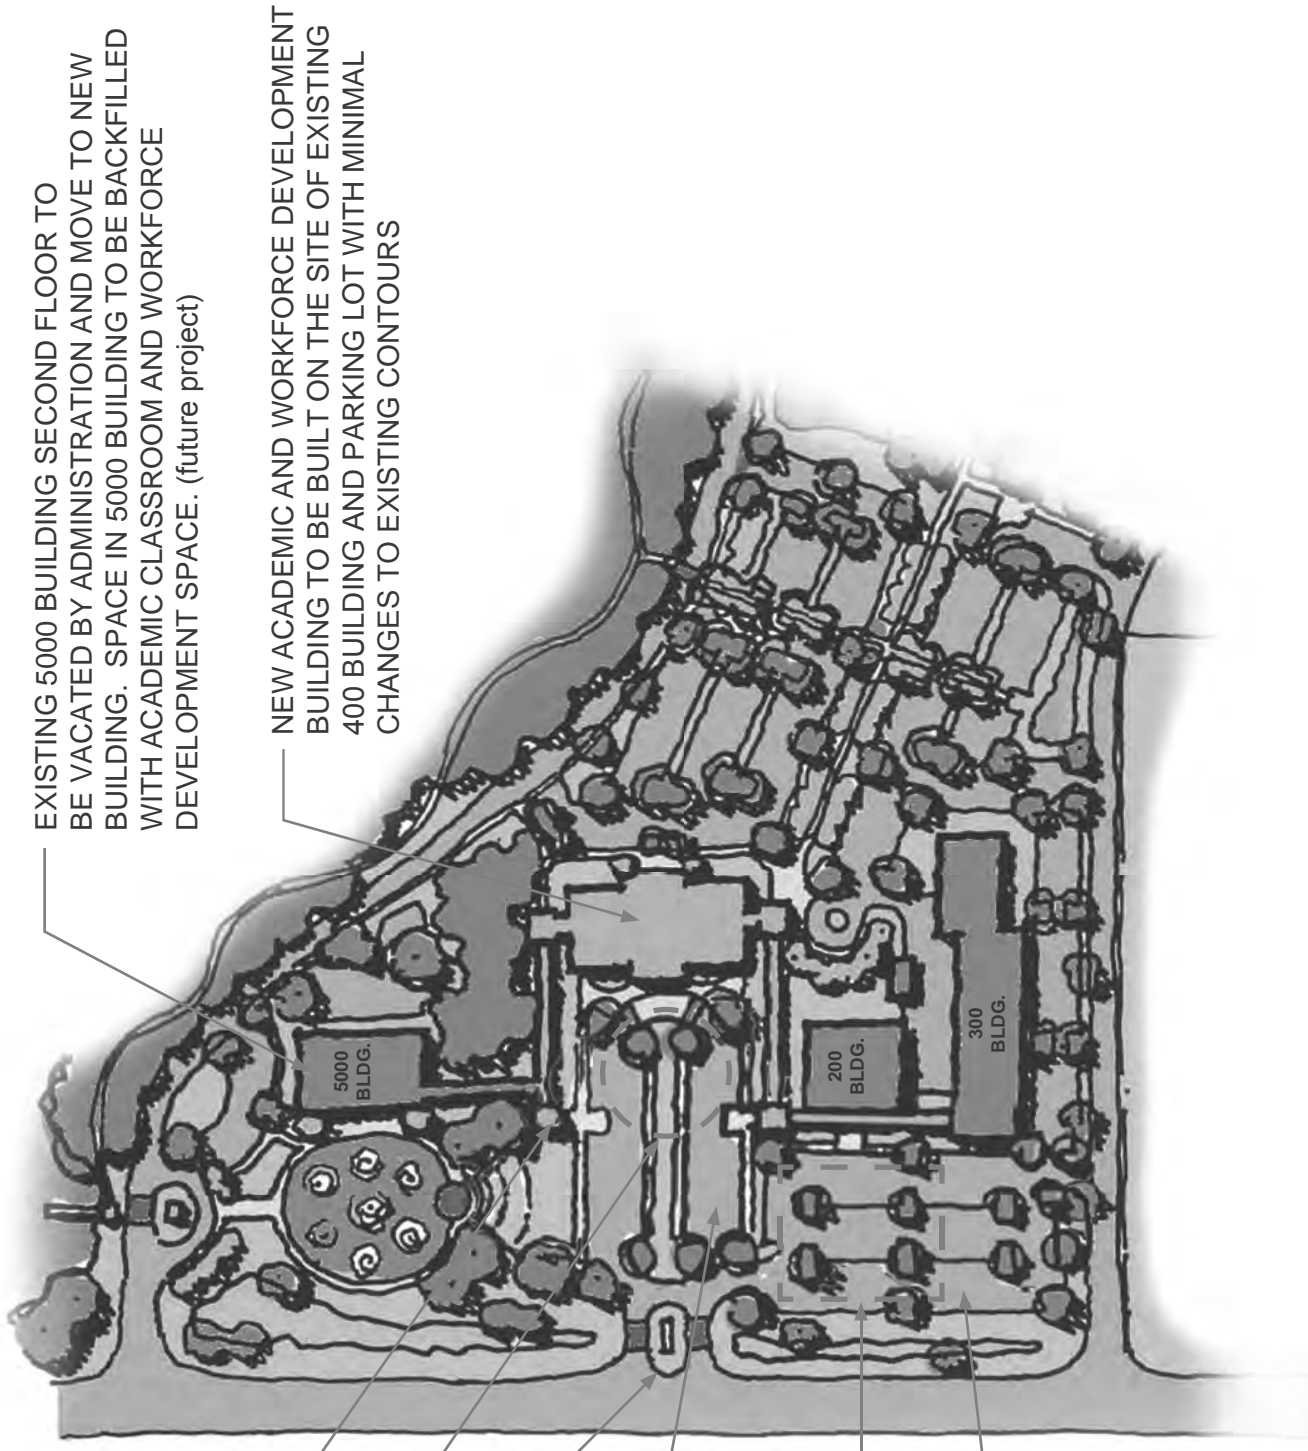 EXISTING 5000 BUILDING SECOND FLOOR TO
BE VACATED BY ADMINISTRATION AND MOVE TO NEW
BUILDING. SPACE IN 5000 BUILDING TO BE BACKFILLED
WITH ACADEMIC CLASSROOM AND WORKFORCE
DEVELOPMENT SPACE. (future project)
NEW ACADEMIC AND WORKFORCE DEVELOPMENT
BUILDING TO BE BUILT ON THE SITE OF EXISTING
400 BUILDING AND PARKING LOT WITH MINIMAL
CHANGES TO EXISTING CONTOURS
5000
BLDG.
200
BLDG.
300
BLDG.